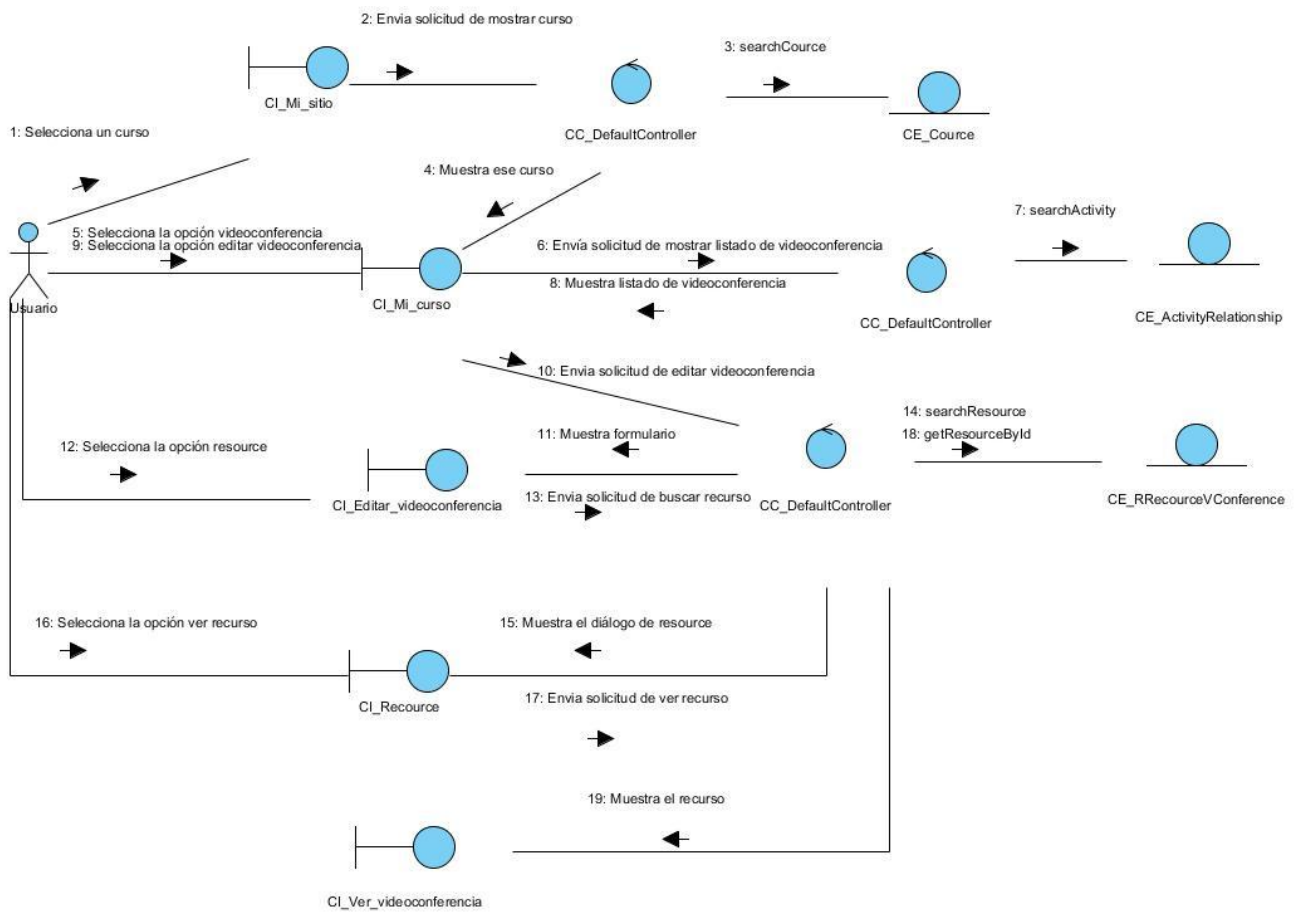 2: Envia solicitud de mostrar curso
3: searchCource
CI_Mi_sitio
CC_DefaultController
CE_Cource
1: Selecciona un curso
4: Muestra ese curso
7: searchActivity
5: Selecciona la opción videoconferencia
9: Selecciona la opción editar videoconferencia
6: Envía solicitud de mostrar listado de videoconferencia
8: Muestra listado de videoconferencia
Usuario
CI_Mi_curso
CC_DefaultController
CE_ActivityRelationship
10: Envia solicitud de editar videoconferencia
14: searchResource
18: getResourceById
12: Selecciona la opción resource
11: Muestra formulario
13: Envia solicitud de buscar recurso
CI_Editar_videoconferencia
CC_DefaultController
CE_RRecourceVConference
16: Selecciona la opción ver recurso
15: Muestra el diálogo de resource
17: Envia solicitud de ver recurso
CI_Recource
19: Muestra el recurso
CI_Ver_videoconferencia